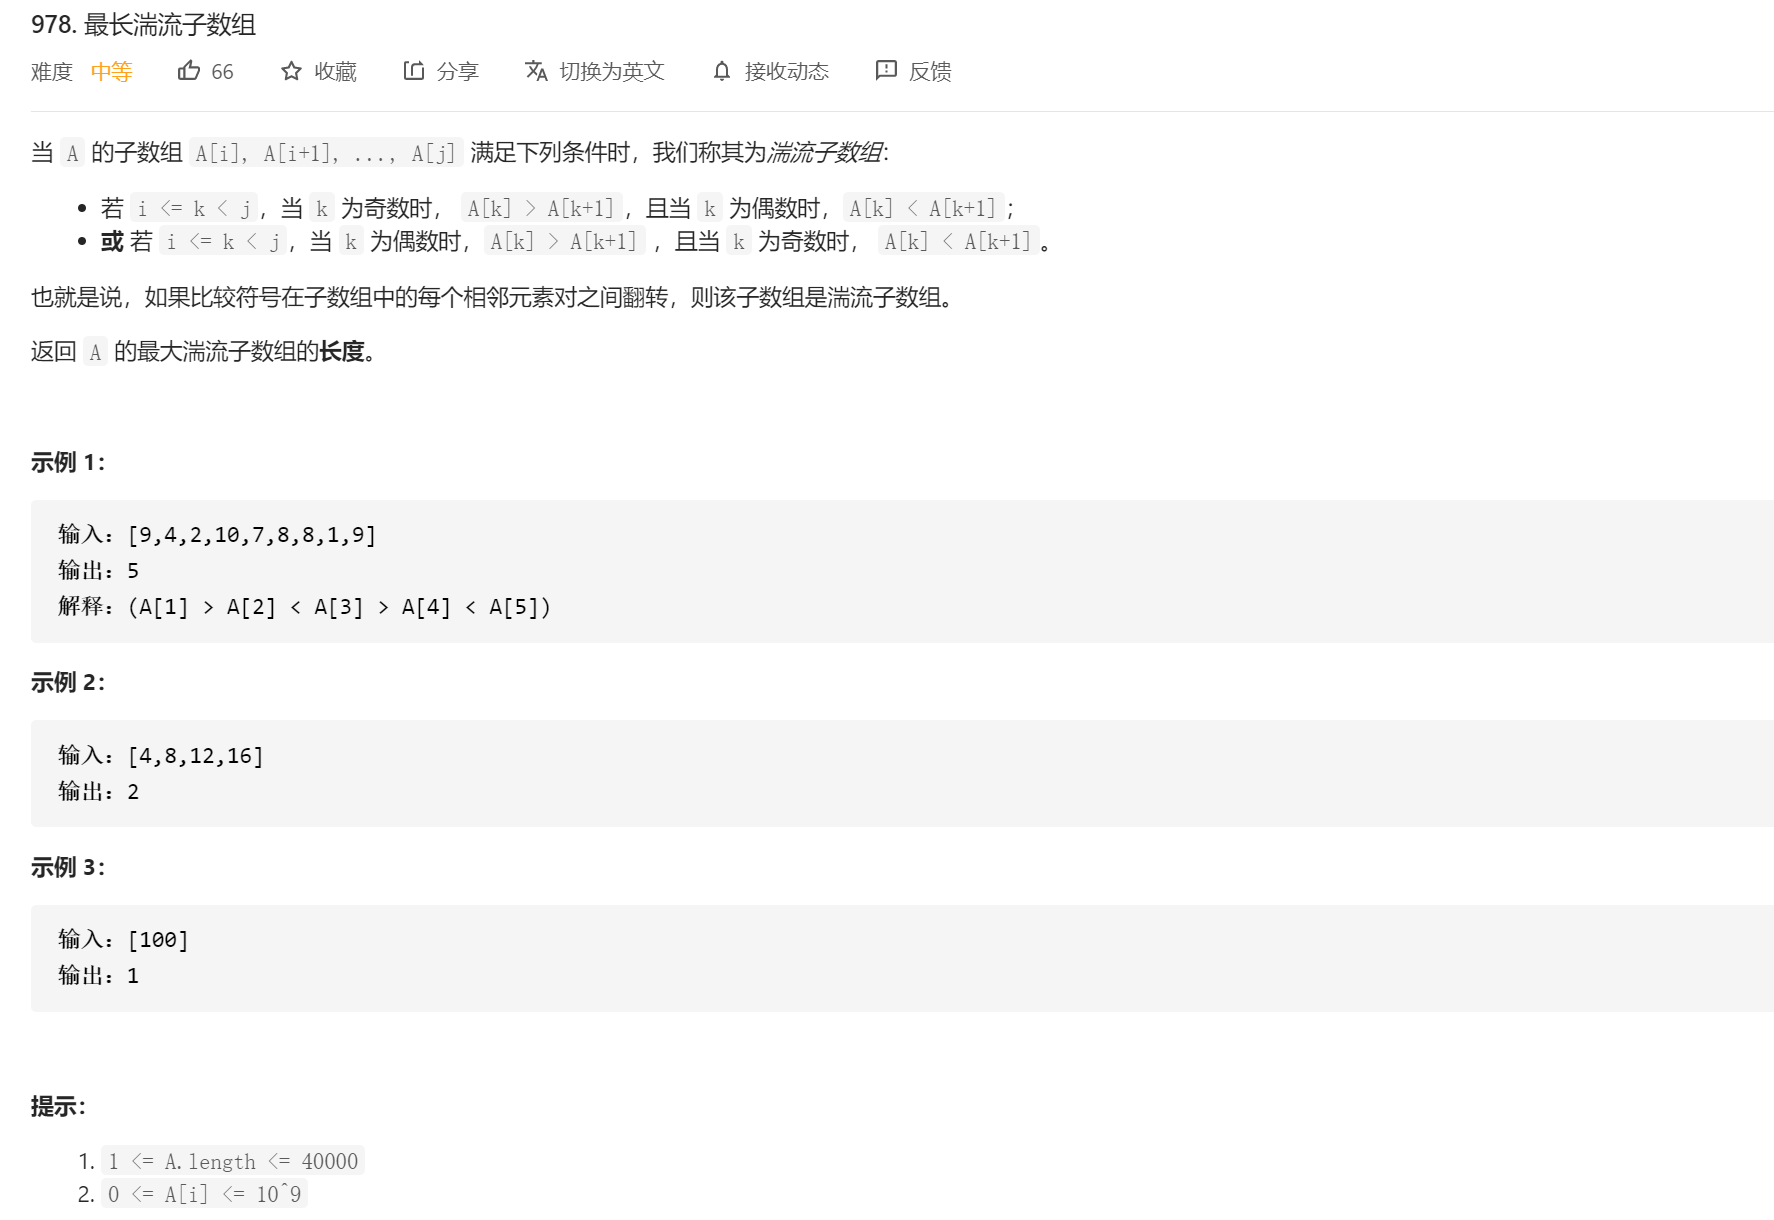 978. 最长湍流子数组
难度 中等 66 收藏 分享 切换为英文 接收动态 反馈
当 A 的子数组 A[i], A[i+1], ..., A[j] 满足下列条件时，我们称其为湍流子数组：
若 i <= k < j，当 k 为奇数时， A[k] > A[k+1]，且当 k 为偶数时，A[k] < A[k+1]；
或 若 i <= k < j，当 k 为偶数时，A[k] > A[k+1] ，且当 k 为奇数时， A[k] < A[k+1]。
也就是说，如果比较符号在子数组中的每个相邻元素对之间翻转，则该子数组是湍流子数组。
返回 A 的最大湍流子数组的长度。
示例 1：
输入：[9,4,2,10,7,8,8,1,9]
输出：5
解释：(A[1] > A[2] < A[3] > A[4] < A[5])
示例 2：
输入：[4,8,12,16]
输出：2
示例 3：
输入：[100]
输出：1
提示：
1. 1 <= A.length <= 40000
2. 0 <= A[i] <= 10^9